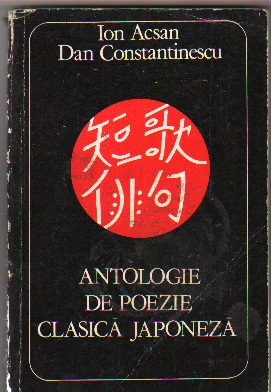 Ion Acsan
Dan Constantinescu
短歌
俳句
ANTOLOGIE
DE POEZIE
CLASICĂ JAPONEZĂ